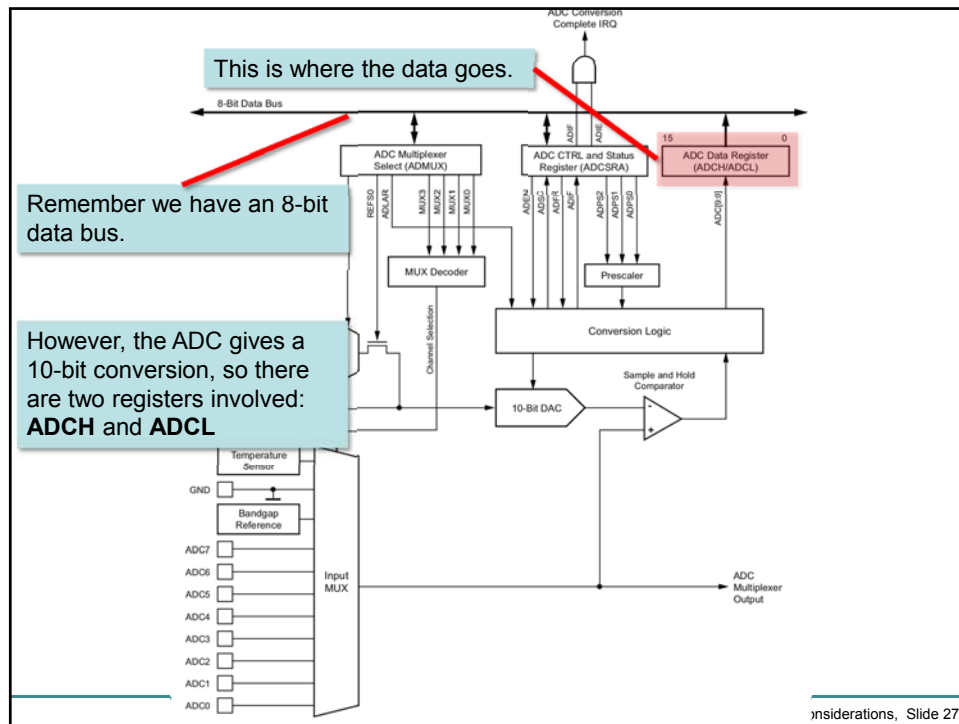 ADC Conversion
Complete IRQ
This is where the data goes.
8-Bit Data Bus
15
0
ADIF
ADIE
ADC Multiplexer
Select (ADMUX)
ADC CTRL and Status
Register (ADCSRA)
ADC Data Register
(ADCH/ADCL)
Remember we have an 8-bit
data bus.
REFS0
ADLAR
MUX3
MUX2
MUX1
MUX0
ADEN
ADSC
ADFR
ADIF
ADPS2
ADPS1
ADPS0
ADC[9:0]
MUX Decoder
Prescaler
Channel Selection
Conversion Logic
However, the ADC gives a
10-bit conversion, so there
are two registers involved:
ADCH and ADCL
Sample and Hold
Comparator
10-Bit DAC
-
+
Temperature
Sensor
GND
Bandgap
Reference
ADC7
ADC6
ADC5
ADC4
ADC3
ADC2
ADC1
ADC0
Input
MUX
ADC
Multiplexer
Output
onsiderations, Slide 27